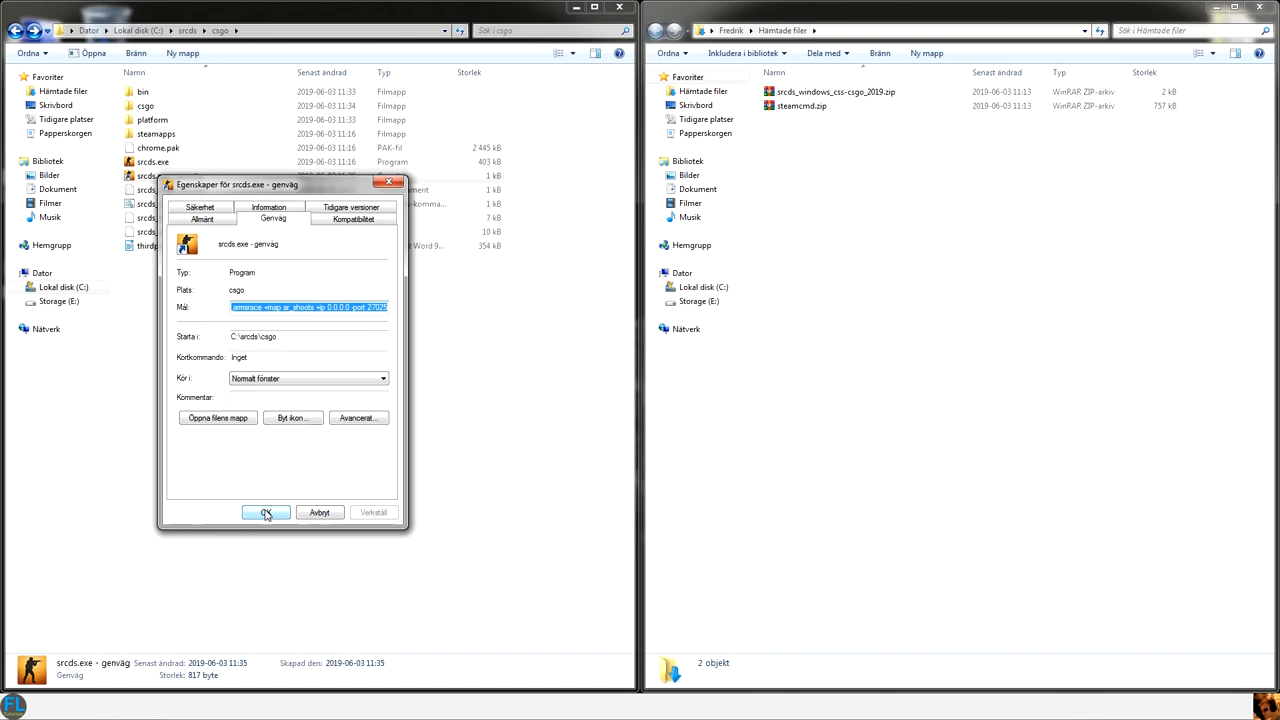 Dator ▸ Lokal disk (C:) ▸ srcds ▸ csgo ▸
Sök i csgo
Ordna
Öppna
Bränn
Ny mapp
Namn
Senast ändrad
Typ
Storlek
Favoriter
Hämtade filer
Skrivbord
Tidigare platser
Papperskorgen
Bibliotek
Bilder
Dokument
Filmer
Musik
Hemgrupp
Dator
Lokal disk (C:)
Storage (E:)
Nätverk
bin 2019-06-03 11:33 Filmapp
csgo 2019-06-03 11:34 Filmapp
platform 2019-06-03 11:33 Filmapp
steamapps 2019-06-03 11:16 Filmapp
chrome.pak 2019-06-03 11:16 PAK-fil 2 445 kB
srcds.exe 2019-06-03 11:16 Program 403 kB
1 kB
1 kB
1 kB
7 kB
10 kB
354 kB
Egenskaper för srcds.exe - genväg
Säkerhet
Information
Tidigare versioner
Allmänt
Genväg
Kompatibilitet
srcds.exe - genväg
Typ: Program
Plats: csgo
Mål: armsrace +map ar_shoots +ip 0.0.0.0 -port 27025
Starta i: C:\srcds\csgo
Kortkommando: Inget
Kör i: Normalt fönster
Kommentar:
Öppna filens mapp
Byt ikon...
Avancerat...
OK
Avbryt
Verkställ
srcds.exe - genväg Senast ändrad: 2019-06-03 11:35 Skapad den: 2019-06-03 11:35
Genväg Storlek: 817 byte
Fredrik ▸ Hämtade filer ▸
Sök i Hämtade filer
Ordna
Inkludera i bibliotek
Dela med
Bränn
Ny mapp
Namn
Senast ändrad
Typ
Storlek
Favoriter
Hämtade filer
Skrivbord
Tidigare platser
Papperskorgen
Bibliotek
Bilder
Dokument
Filmer
Musik
Hemgrupp
Dator
Lokal disk (C:)
Storage (E:)
Nätverk
srcds_windows_css-csgo_2019.zip 2019-06-03 11:13 WinRAR ZIP-arkiv 2 kB
steamcmd.zip 2019-06-03 11:13 WinRAR ZIP-arkiv 757 kB
2 objekt
FL